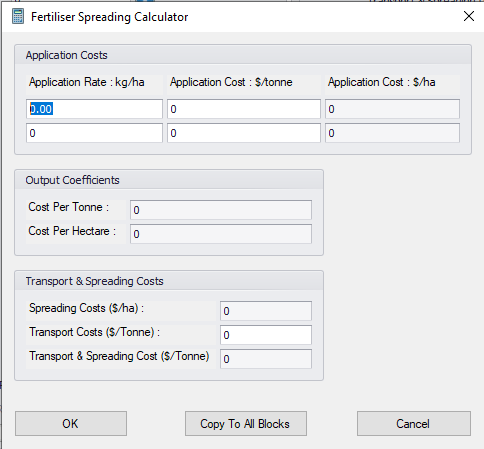 Fertiliser Spreading Calculator
Application Costs
Application Rate : kg/ha Application Cost : $/tonne Application Cost : $/ha
0.00 0 0
0 0 0
Output Coefficients
Cost Per Tonne : 0
Cost Per Hectare : 0
Transport & Spreading Costs
Spreading Costs ($/ha) : 0
Transport Costs ($/Tonne) : 0
Transport & Spreading Cost ($/Tonne) 0
OK Copy To All Blocks Cancel